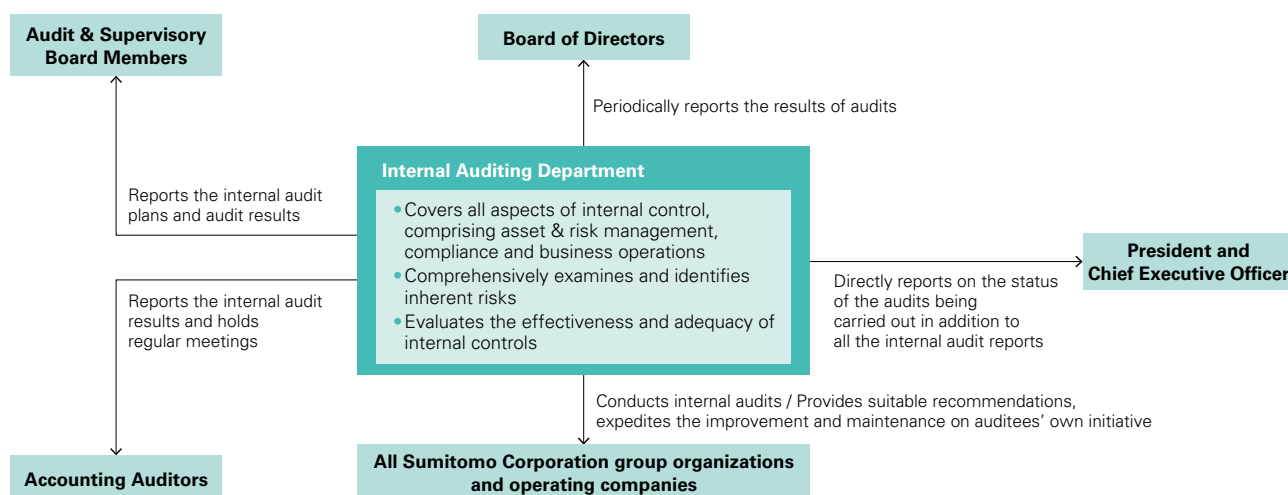 Audit & Supervisory
Board Members
Board of Directors
Periodically reports the results of audits
Internal Auditing Department
Reports the internal audit
plans and audit results
• Covers all aspects of internal control,
comprising asset & risk management,
compliance and business operations
• Comprehensively examines and identifies
inherent risks
• Evaluates the effectiveness and adequacy of
internal controls
President and
Chief Executive Officer
Directly reports on the status
of the audits being
carried out in addition to
all the internal audit reports
Reports the internal audit
results and holds
regular meetings
Conducts internal audits / Provides suitable recommendations,
expedites the improvement and maintenance on auditees’ own initiative
Accounting Auditors
All Sumitomo Corporation group organizations
and operating companies